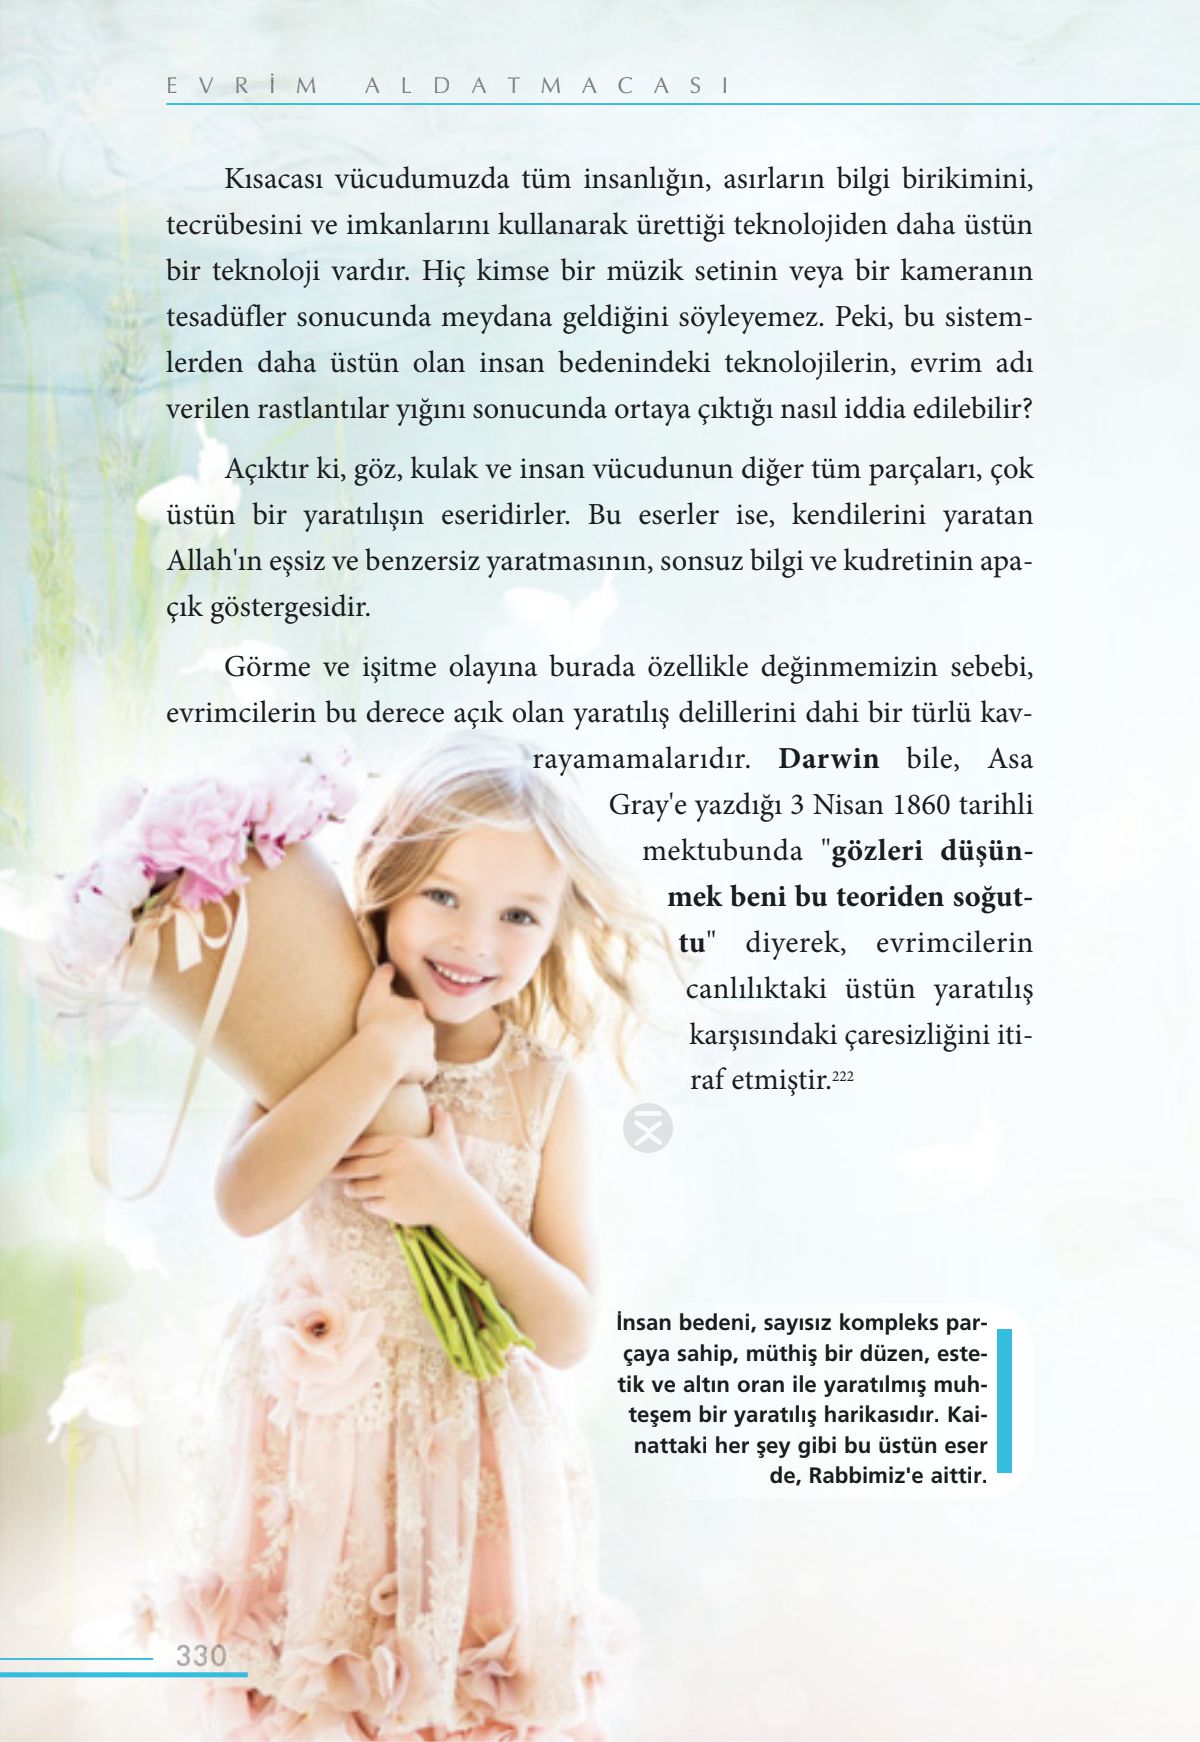 EVRİM ALDATMACASI
Kısacası vücudumuzda tüm insanlığın, asırların bilgi birikimini,
tecrübesini ve imkanlarını kullanarak ürettiği teknolojiden daha üstün
bir teknoloji vardır. Hiç kimse bir müzik setinin veya bir kameranın
tesadüfler sonucunda meydana geldiğini söyleyemez. Peki, bu sistem-
lerden daha üstün olan insan bedenindeki teknolojilerin, evrim adı
verilen rastlantılar yığını sonucunda ortaya çıktığı nasıl iddia edilebilir?
Açıktır ki, göz, kulak ve insan vücudunun diğer tüm parçaları, çok
üstün bir yaratılışın eseridirler. Bu eserler ise, kendilerini yaratan
Allah'ın eşsiz ve benzersiz yaratmasının, sonsuz bilgi ve kudretinin apa-
çık göstergesidir.
Görme ve işitme olayına burada özellikle değinmemizin sebebi,
evrimcilerin bu derece açık olan yaratılış delillerini dahi bir türlü kav-
rayamamalarıdır. Darwin bile, Asa
Gray'e yazdığı 3 Nisan 1860 tarihli
mektubunda "gözleri düşün-
mek beni bu teoriden soğut-
tu" diyerek, evrimcilerin
canlılıktaki üstün yaratılış
karşısındaki çaresizliğini iti-
raf etmiştir.222
İnsan bedeni, sayısız kompleks par-
çaya sahip, müthiş bir düzen, este-
tik ve altın oran ile yaratılmış muh-
teşem bir yaratılış harikasıdır. Kai-
nattaki her şey gibi bu üstün eser
de, Rabbimiz'e aittir.
330